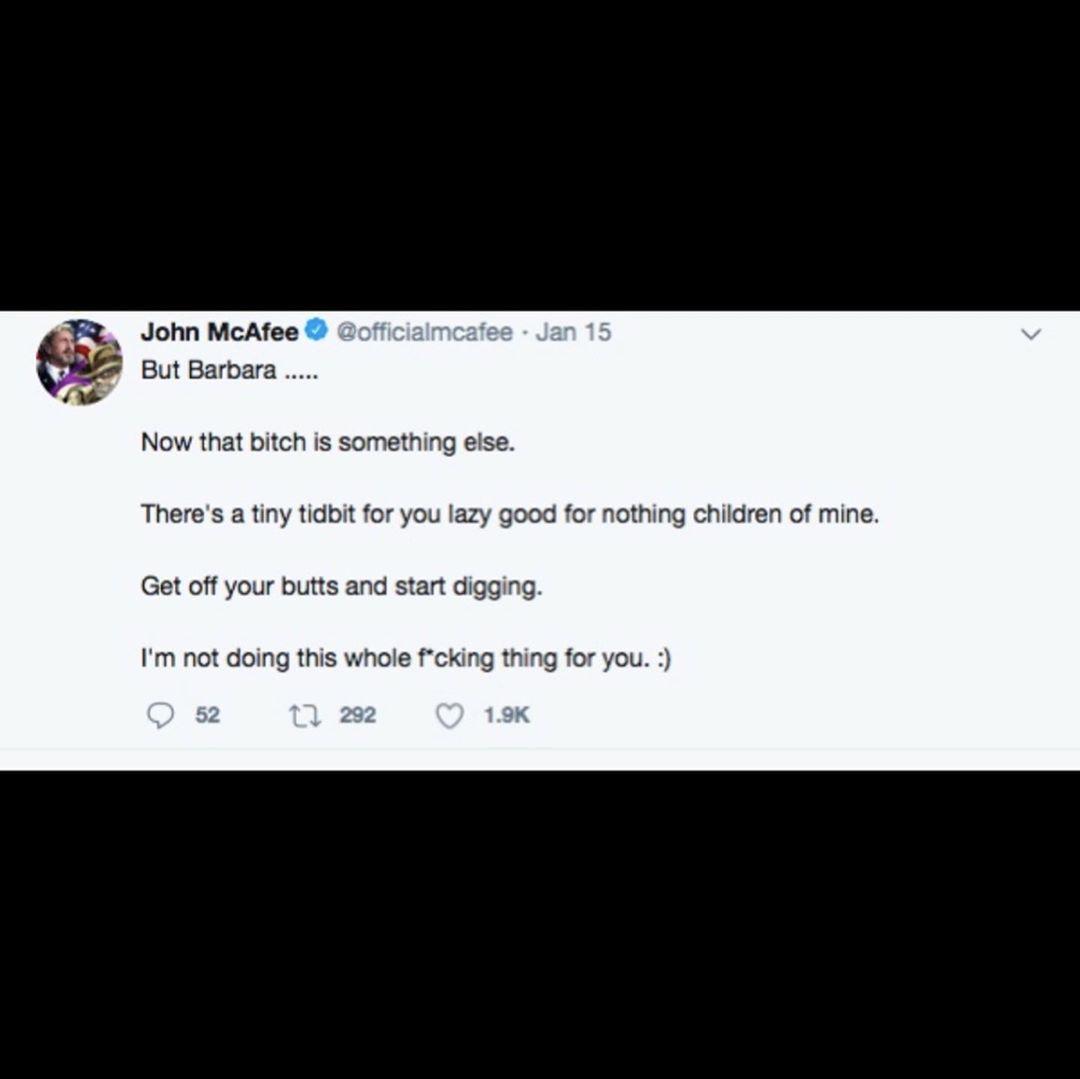 John McAfee @officialmcafee · Jan 15
But Barbara .....
Now that bitch is something else.
There's a tiny tidbit for you lazy good for nothing children of mine.
Get off your butts and start digging.
I'm not doing this whole f*cking thing for you. :)
52 292 1.9K